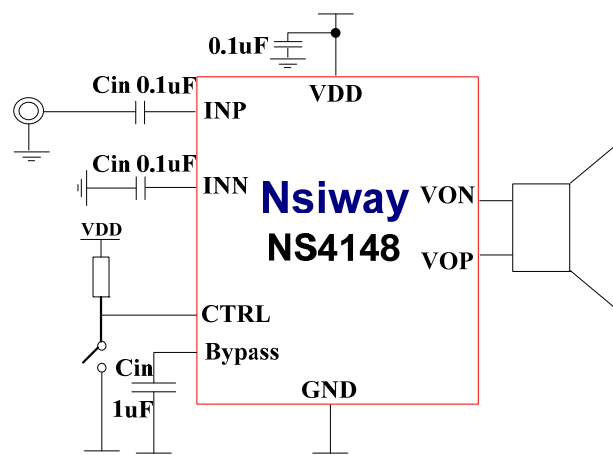 0.1uF
VDD
Cin 0.1uF
INP
Cin 0.1uF
INN
Nsiway
NS4148
VON
VOP
VDD
CTRL
Bypass
Cin
1uF
GND